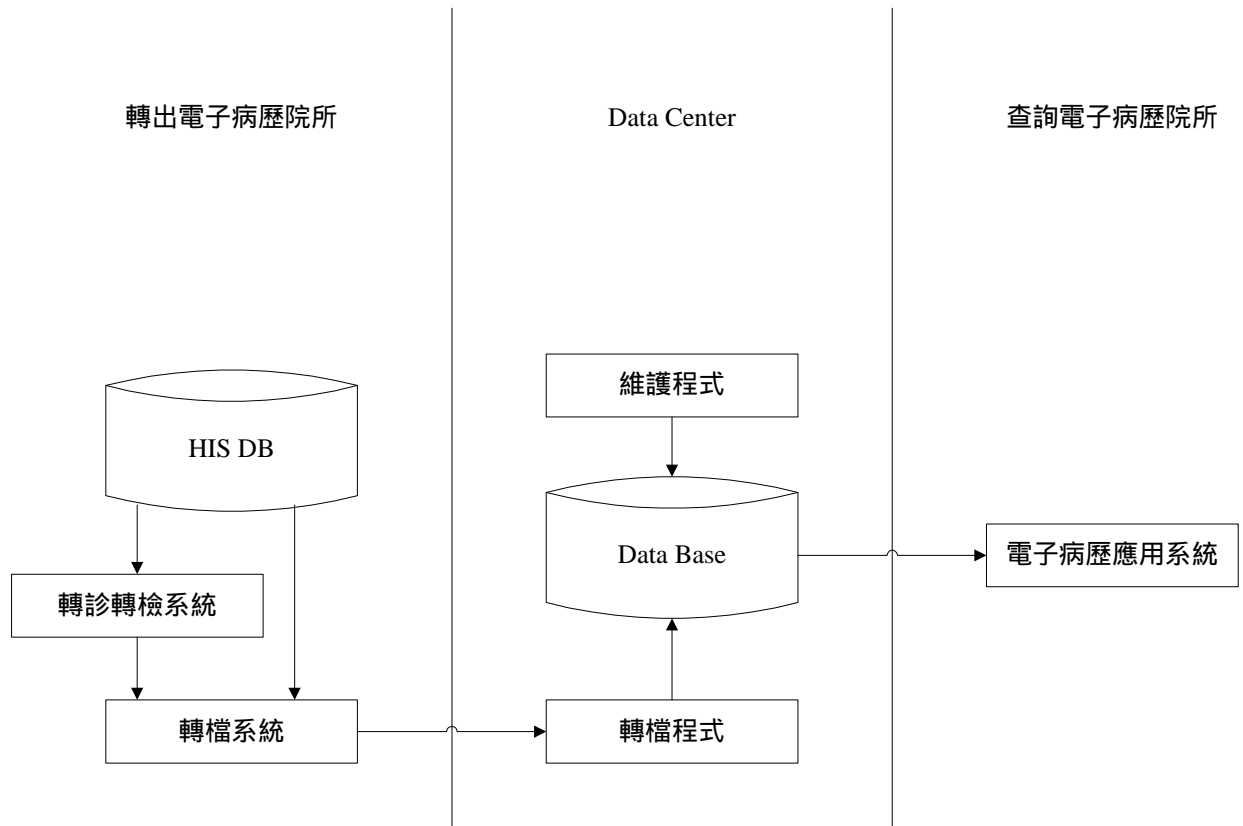 轉出電子病歷院所
Data Center
查詢電子病歷院所
維護程式
HIS DB
Data Base
電子病歷應用系統
轉診轉檢系統
轉檔系統
轉檔程式